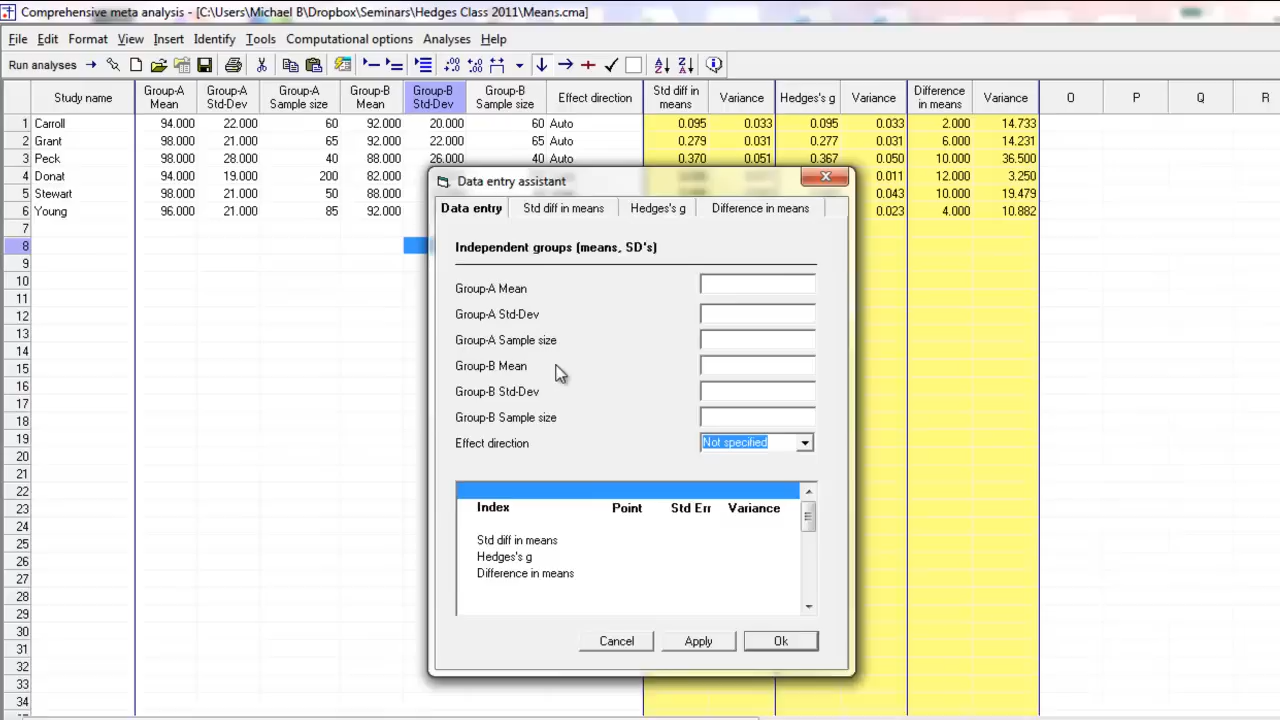 Comprehensive meta analysis - [C:\Users\Michael B\Dropbox\Seminars\Hedges Class 2011\Means.cma]
File Edit Format View Insert Identify Tools Computational options Analyses Help
Run analyses
Study name Group-A Mean Group-A Std-Dev Group-A Sample size Group-B Mean Group-B Std-Dev Group-B Sample size Effect direction Std diff in means Variance Hedges's g Variance Difference in means Variance O P Q R
1 Carroll 94.000 22.000 60 92.000 20.000 60 Auto 0.095 0.033 0.095 0.033 2.000 14.733
2 Grant 98.000 21.000 65 92.000 22.000 65 Auto 0.279 0.031 0.277 0.031 6.000 14.231
3 Peck 98.000 28.000 40 88.000 26.000 40 Auto 0.370 0.051 0.367 0.050 10.000 36.500
4 Donat 94.000 19.000 200 82.000 0.011 12.000 3.250
5 Stewart 98.000 21.000 50 88.000 0.043 10.000 19.479
6 Young 96.000 21.000 85 92.000 0.023 4.000 10.882
7
8
9
10
11
12
13
14
15
16
17
18
19
20
21
22
23
24
25
26
27
28
29
30
31
32
33
34
Data entry assistant
Data entry Std diff in means Hedges's g Difference in means
Independent groups (means, SD's)
Group-A Mean
Group-A Std-Dev
Group-A Sample size
Group-B Mean
Group-B Std-Dev
Group-B Sample size
Effect direction Not specified
Index Point Std Err Variance
Std diff in means
Hedges's g
Difference in means
Cancel Apply Ok